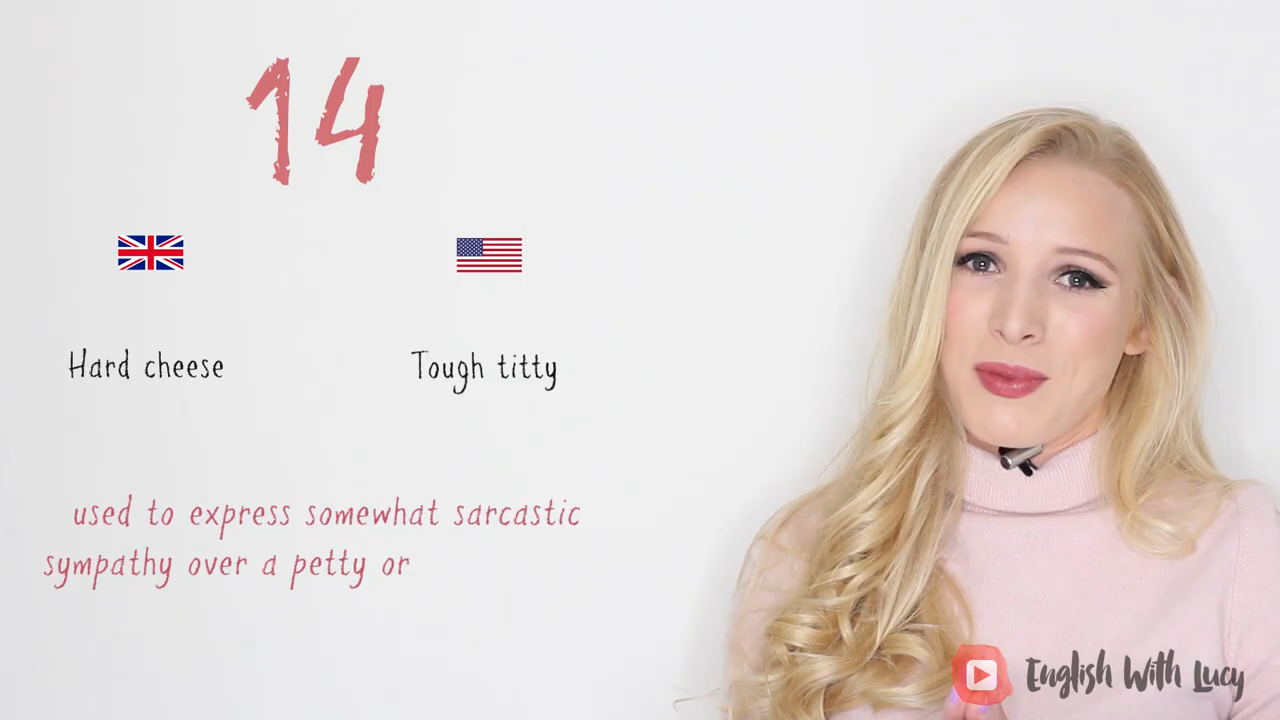 14
Hard cheese
Tough titty
used to express somewhat sarcastic
sympathy over a petty or
English With Lucy